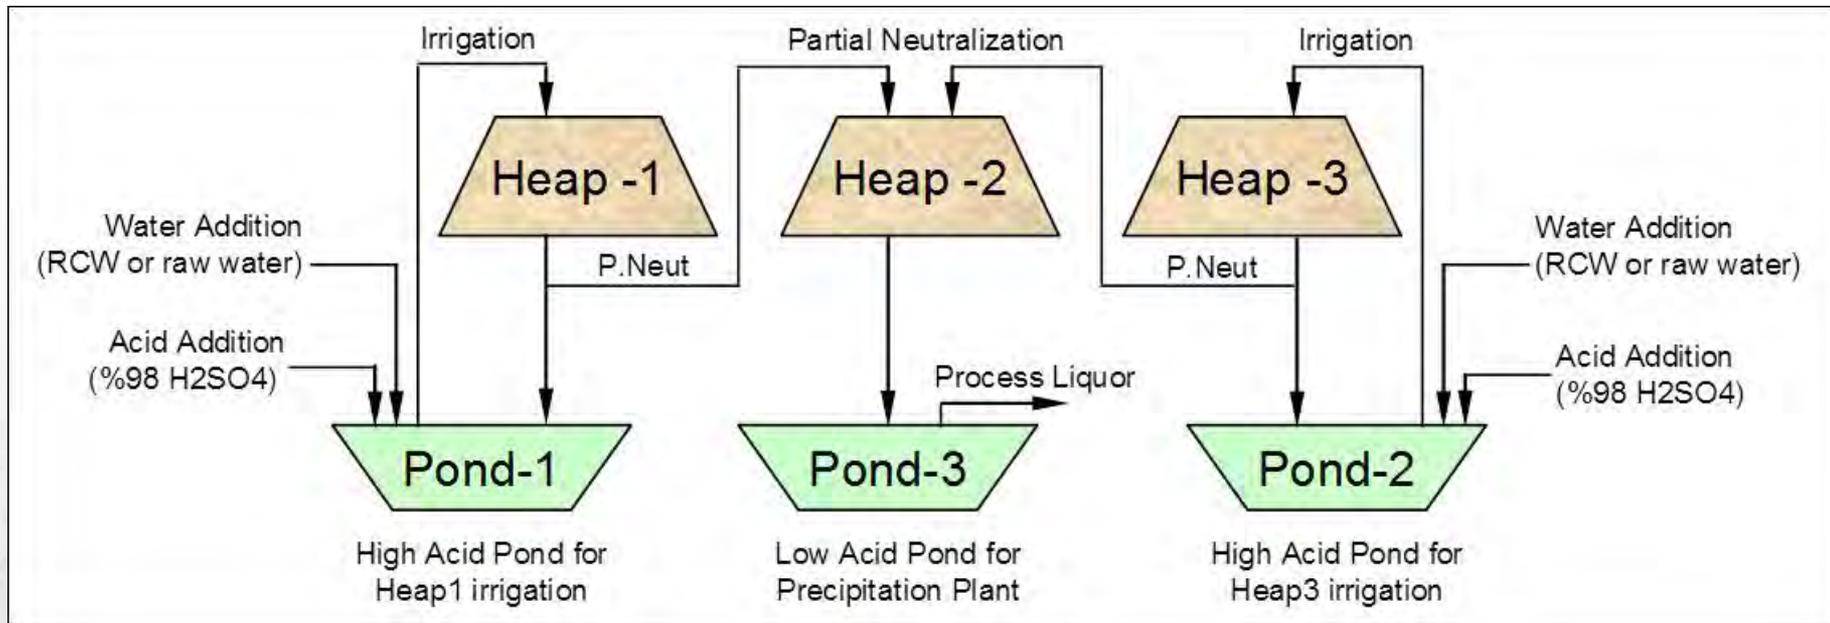 Irrigation
Partial Neutralization
Irrigation
Heap -1
Heap -2
Heap -3
Water Addition
(RCW or raw water)
P.Neut
P.Neut
Water Addition
(RCW or raw water)
Acid Addition
(%98 H2SO4)
Process Liquor
Acid Addition
(%98 H2SO4)
Pond-1
Pond-3
Pond-2
High Acid Pond for
Heap1 irrigation
Low Acid Pond for
Precipitation Plant
High Acid Pond for
Heap3 irrigation